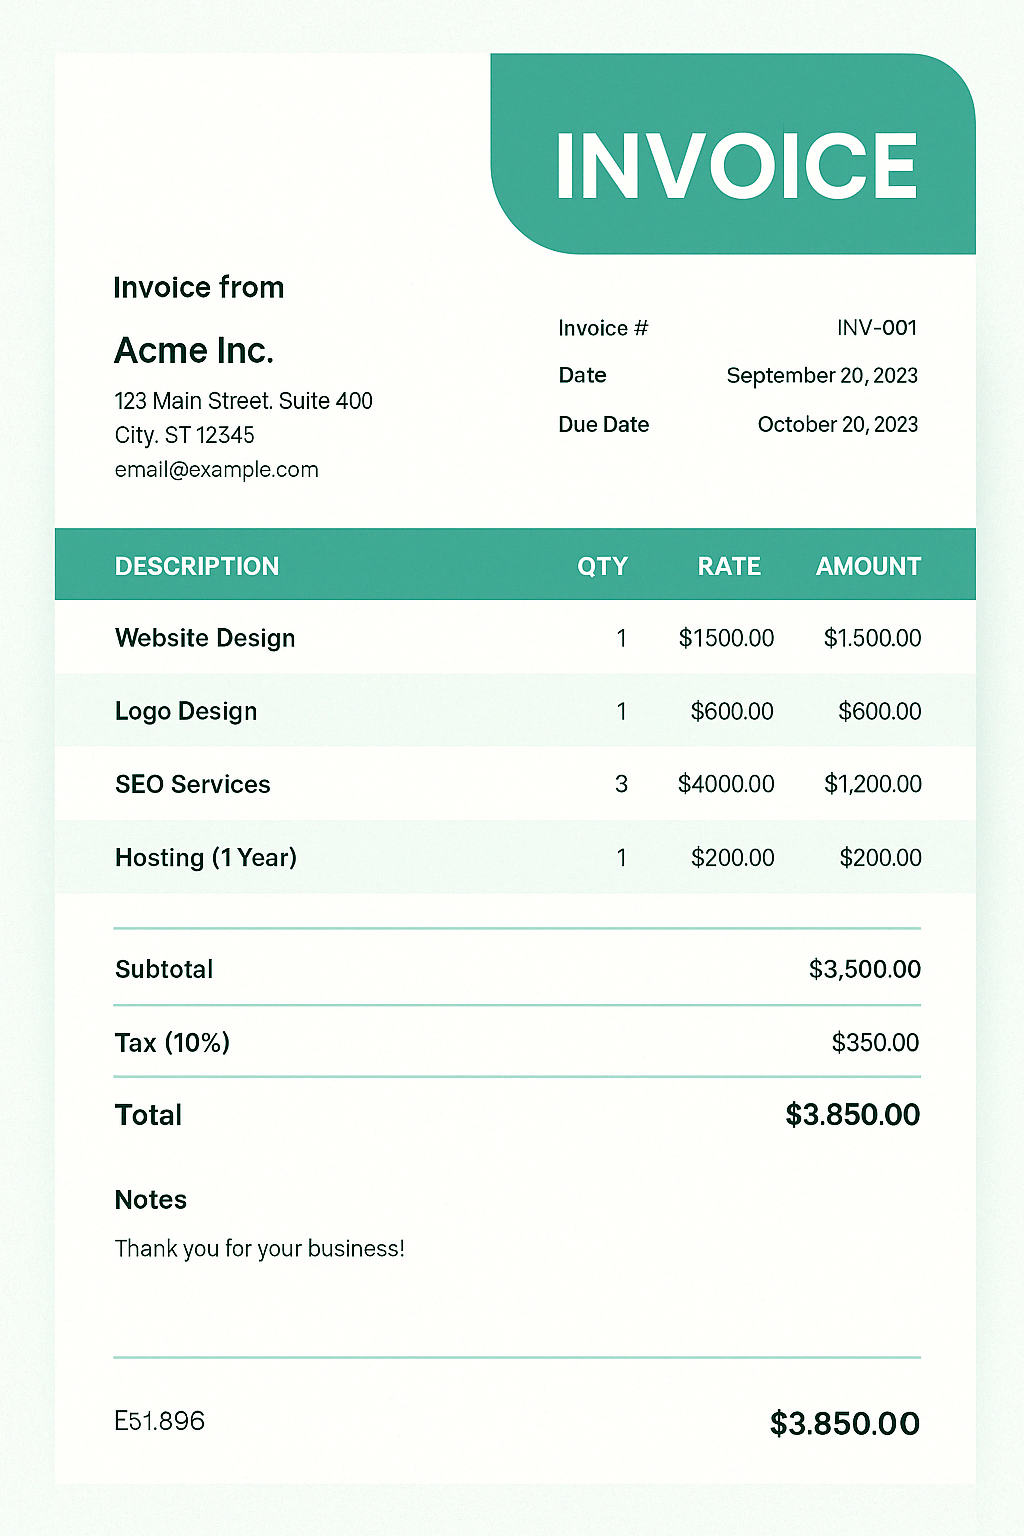 INVOICE
Invoice from
Acme Inc.
123 Main Street. Suite 400
City. ST 12345
email@example.com
Invoice # INV-001
Date September 20, 2023
Due Date October 20, 2023
DESCRIPTION QTY RATE AMOUNT
Website Design 1 $1500.00 $1.500.00
Logo Design 1 $600.00 $600.00
SEO Services 3 $4000.00 $1,200.00
Hosting (1 Year) 1 $200.00 $200.00
Subtotal $3,500.00
Tax (10%) $350.00
Total $3.850.00
Notes
Thank you for your business!
E51.896 $3.850.00